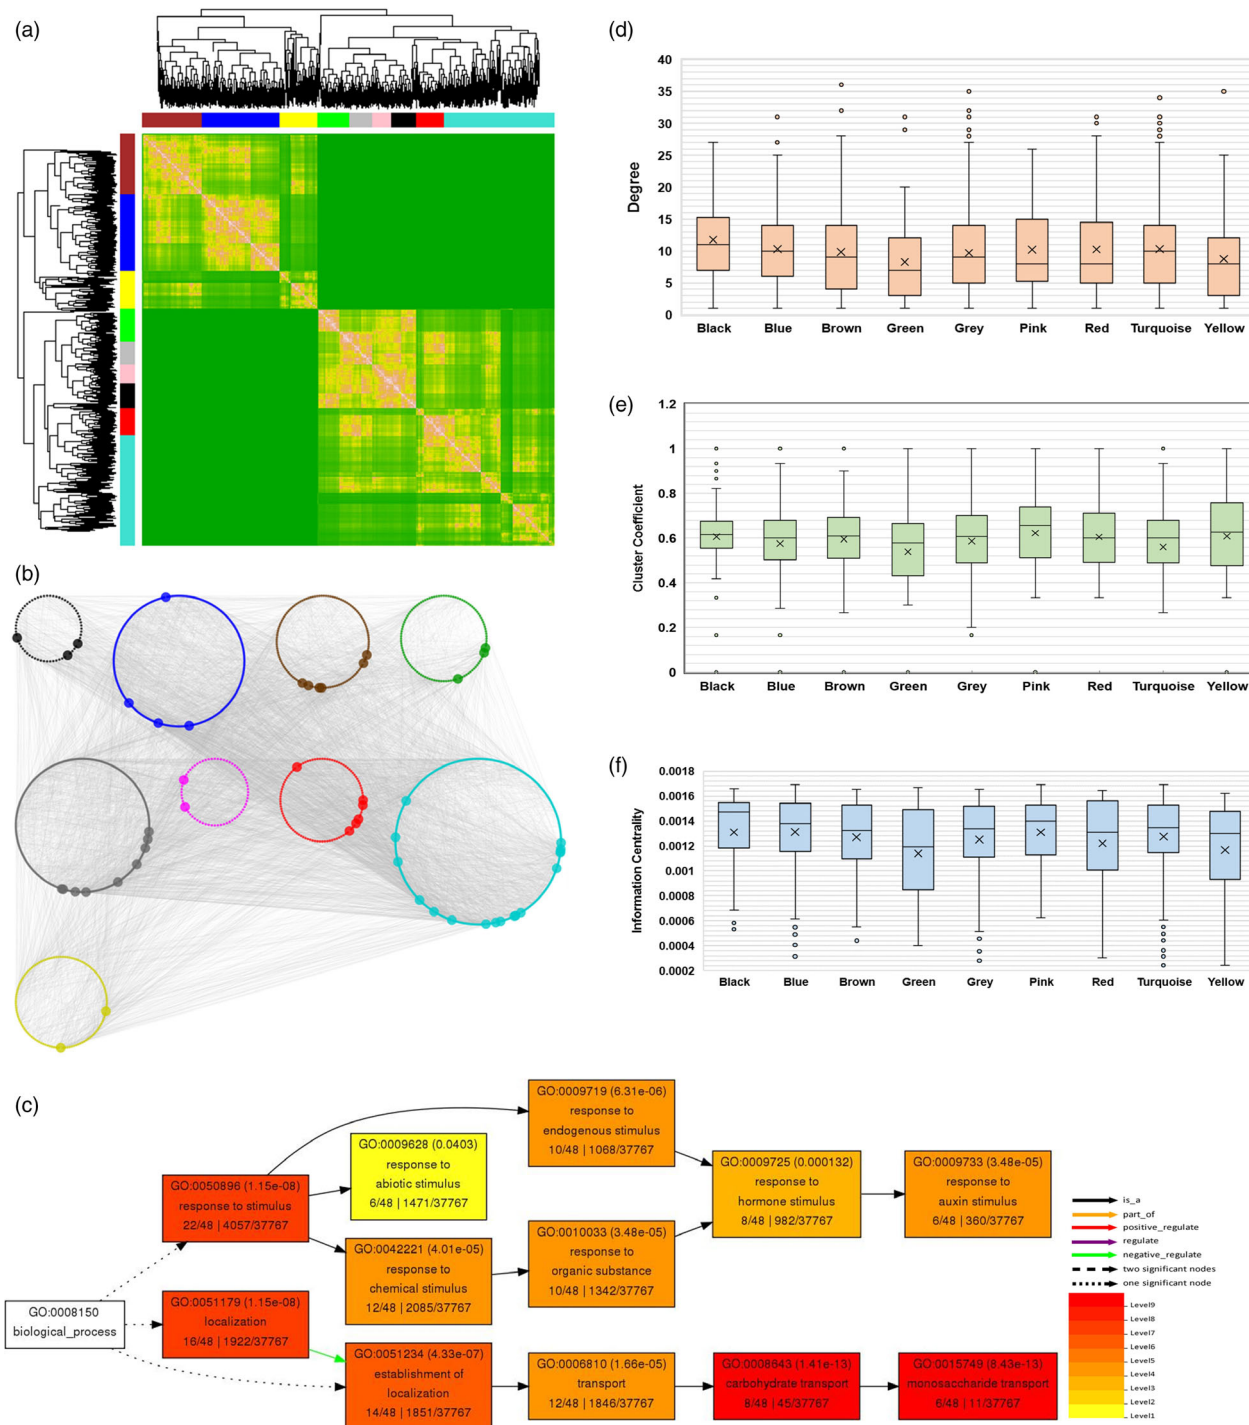 (a)
(b)
(c)
GO:0008150
biological_process
GO:0050896 (1.15e-08)
response to stimulus
22/48 | 4057/37767
GO:0051179 (1.15e-08)
localization
16/48 | 1922/37767
GO:0009628 (0.0403)
response to
abiotic stimulus
6/48 | 1471/37767
GO:0042221 (4.01e-05)
response to
chemical stimulus
12/48 | 2085/37767
GO:0051234 (4.33e-07)
establishment of
localization
14/48 | 1851/37767
GO:0009719 (6.31e-06)
response to
endogenous stimulus
10/48 | 1068/37767
GO:0010033 (3.48e-05)
response to
organic substance
10/48 | 1342/37767
GO:0006810 (1.66e-05)
transport
12/48 | 1846/37767
GO:0009725 (0.000132)
response to
hormone stimulus
8/48 | 982/37767
GO:0008643 (1.41e-13)
carbohydrate transport
8/48 | 45/37767
GO:0009733 (3.48e-05)
response to
auxin stimulus
6/48 | 360/37767
GO:0015749 (8.43e-13)
monosaccharide transport
6/48 | 11/37767
is_a
part_of
positive_regulate
regulate
negative_regulate
two significant nodes
one significant node
Level9
Level8
Level7
Level6
Level5
Level4
Level3
Level2
Level1
(d)
Degree
40
35
30
25
20
15
10
5
0
Black Blue Brown Green Grey Pink Red Turquoise Yellow
(e)
Cluster Coefficient
1.2
1
0.8
0.6
0.4
0.2
0
Black Blue Brown Green Grey Pink Red Turquoise Yellow
(f)
Information Centrality
0.0018
0.0016
0.0014
0.0012
0.001
0.0008
0.0006
0.0004
0.0002
Black Blue Brown Green Grey Pink Red Turquoise Yellow